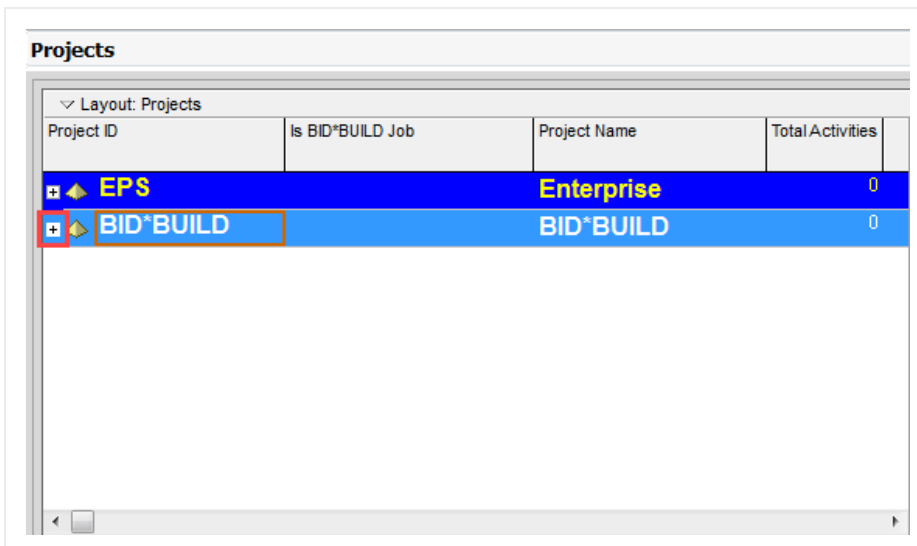 Projects
Layout: Projects
Project ID Is BID*BUILD Job Project Name Total Activities
EPS Enterprise 0
BID*BUILD BID*BUILD 0